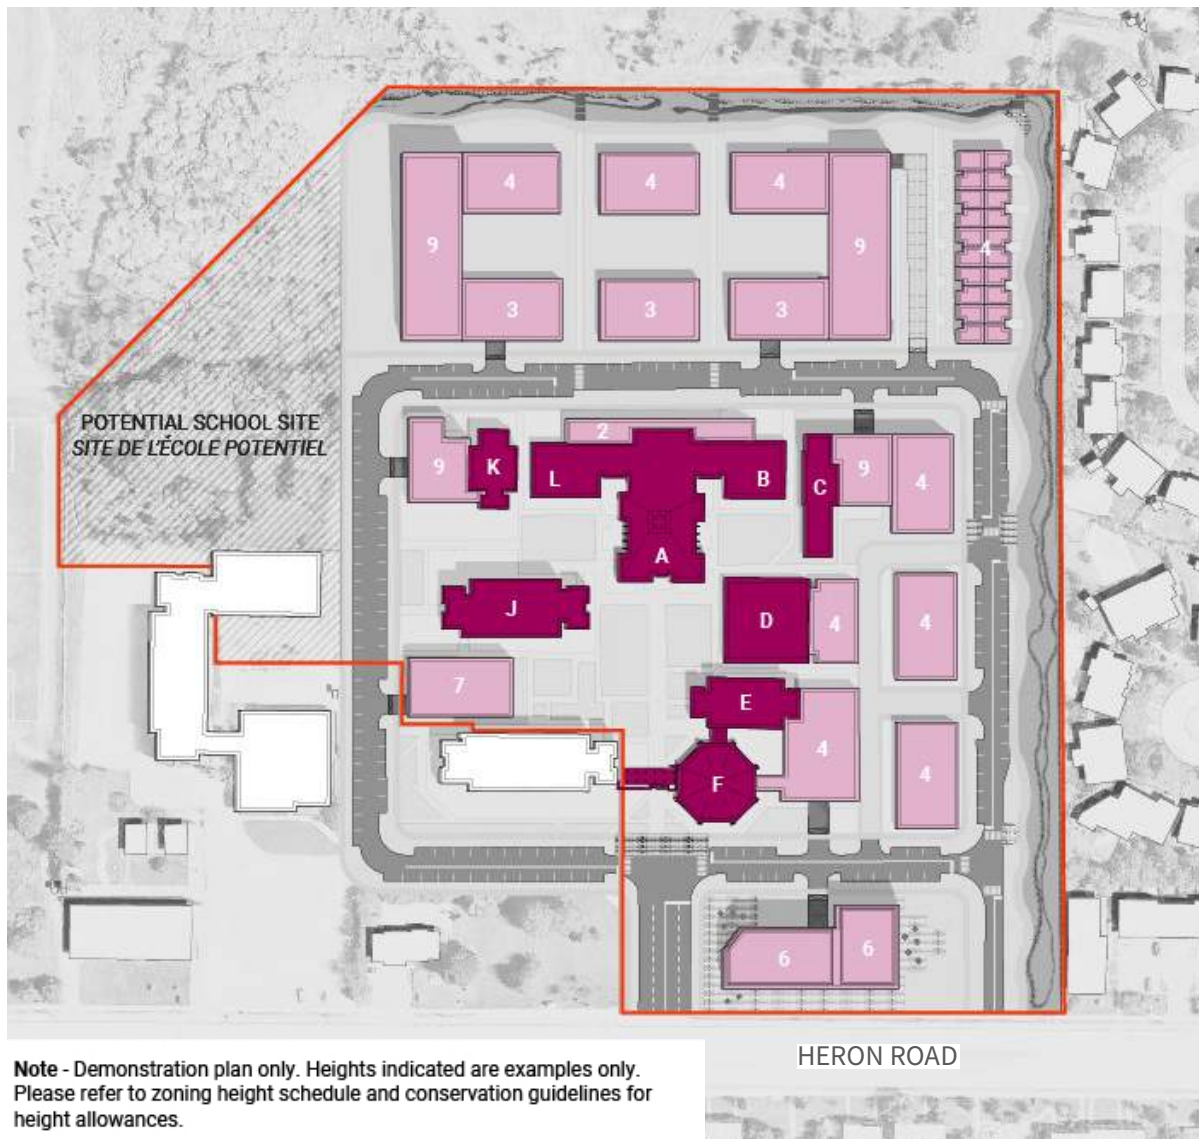 4 4 4
9 9 4
3 3 3
POTENTIAL SCHOOL SITE
SITE DE L'ÉCOLE POTENTIEL
2
9 K L B C 9 4
A
J D 4 4
7 E
4 4
F
6 6
HERON ROAD
Note - Demonstration plan only. Heights indicated are examples only.
Please refer to zoning height schedule and conservation guidelines for
height allowances.